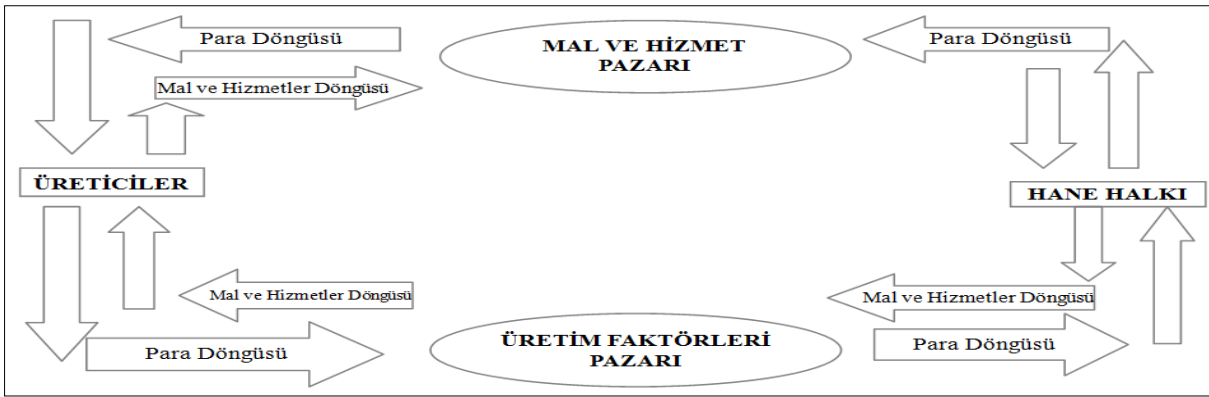 Para Döngüsü
MAL VE HİZMET
PAZARI
Para Döngüsü
Mal ve Hizmetler Döngüsü
ÜRETİCİLER
HANE HALKI
Mal ve Hizmetler Döngüsü
Mal ve Hizmetler Döngüsü
Para Döngüsü
ÜRETİM FAKTÖRLERİ
PAZARI
Para Döngüsü